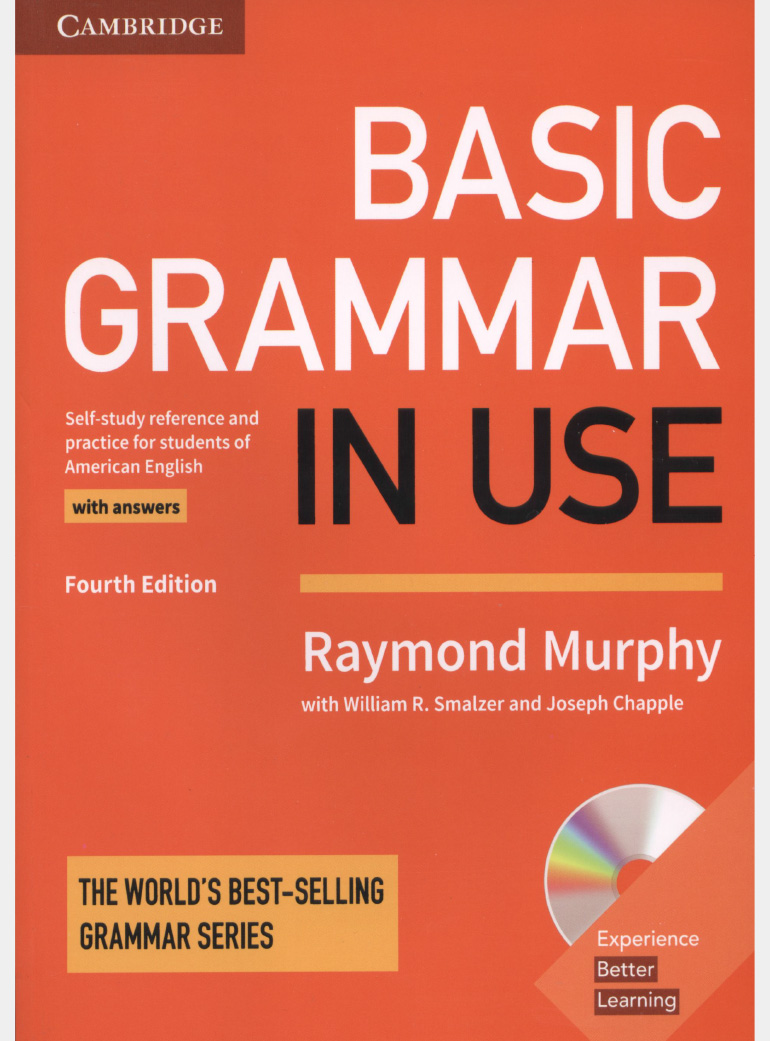 CAMBRIDGE
BASIC
GRAMMAR
IN USE
Self-study reference and
practice for students of
American English
with answers
Fourth Edition
Raymond Murphy
with William R. Smalzer and Joseph Chapple
THE WORLD'S BEST-SELLING
GRAMMAR SERIES
Experience
Better
Learning